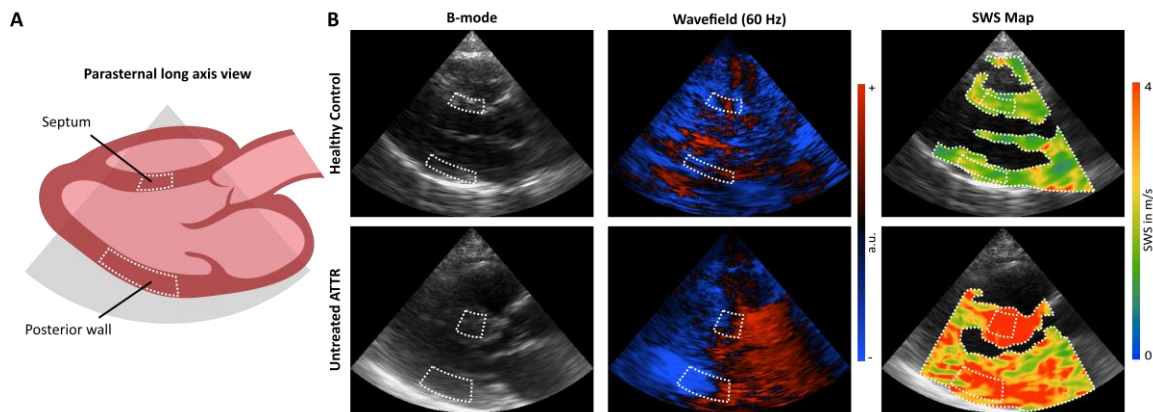 A
Parasternal long axis view
Septum
Posterior wall
B
B-mode
Wavefield (60 Hz)
SWS Map
Healthy Control
Untreated ATTR
+
a.u.
-
4
SWS in m/s
0